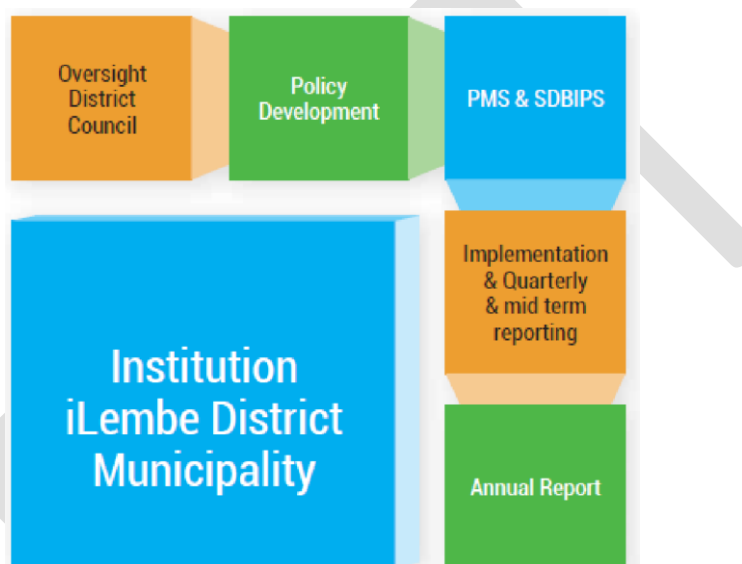 Oversight
District
Council
Policy
Development
PMS & SDBIPS
Implementation
& Quarterly
& mid term
reporting
Institution
iLembe District
Municipality
Annual Report